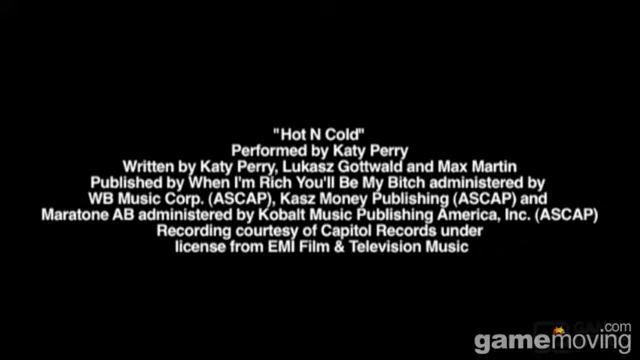 "Hot N Cold"
Performed by Katy Perry
Written by Katy Perry, Lukasz Gottwald and Max Martin
Published by When I'm Rich You'll Be My Bitch administered by
WB Music Corp. (ASCAP), Kasz Money Publishing (ASCAP) and
Maratone AB administered by Kobalt Music Publishing America, Inc. (ASCAP)
Recording courtesy of Capitol Records under
license from EMI Film & Television Music
.com
gamemoving